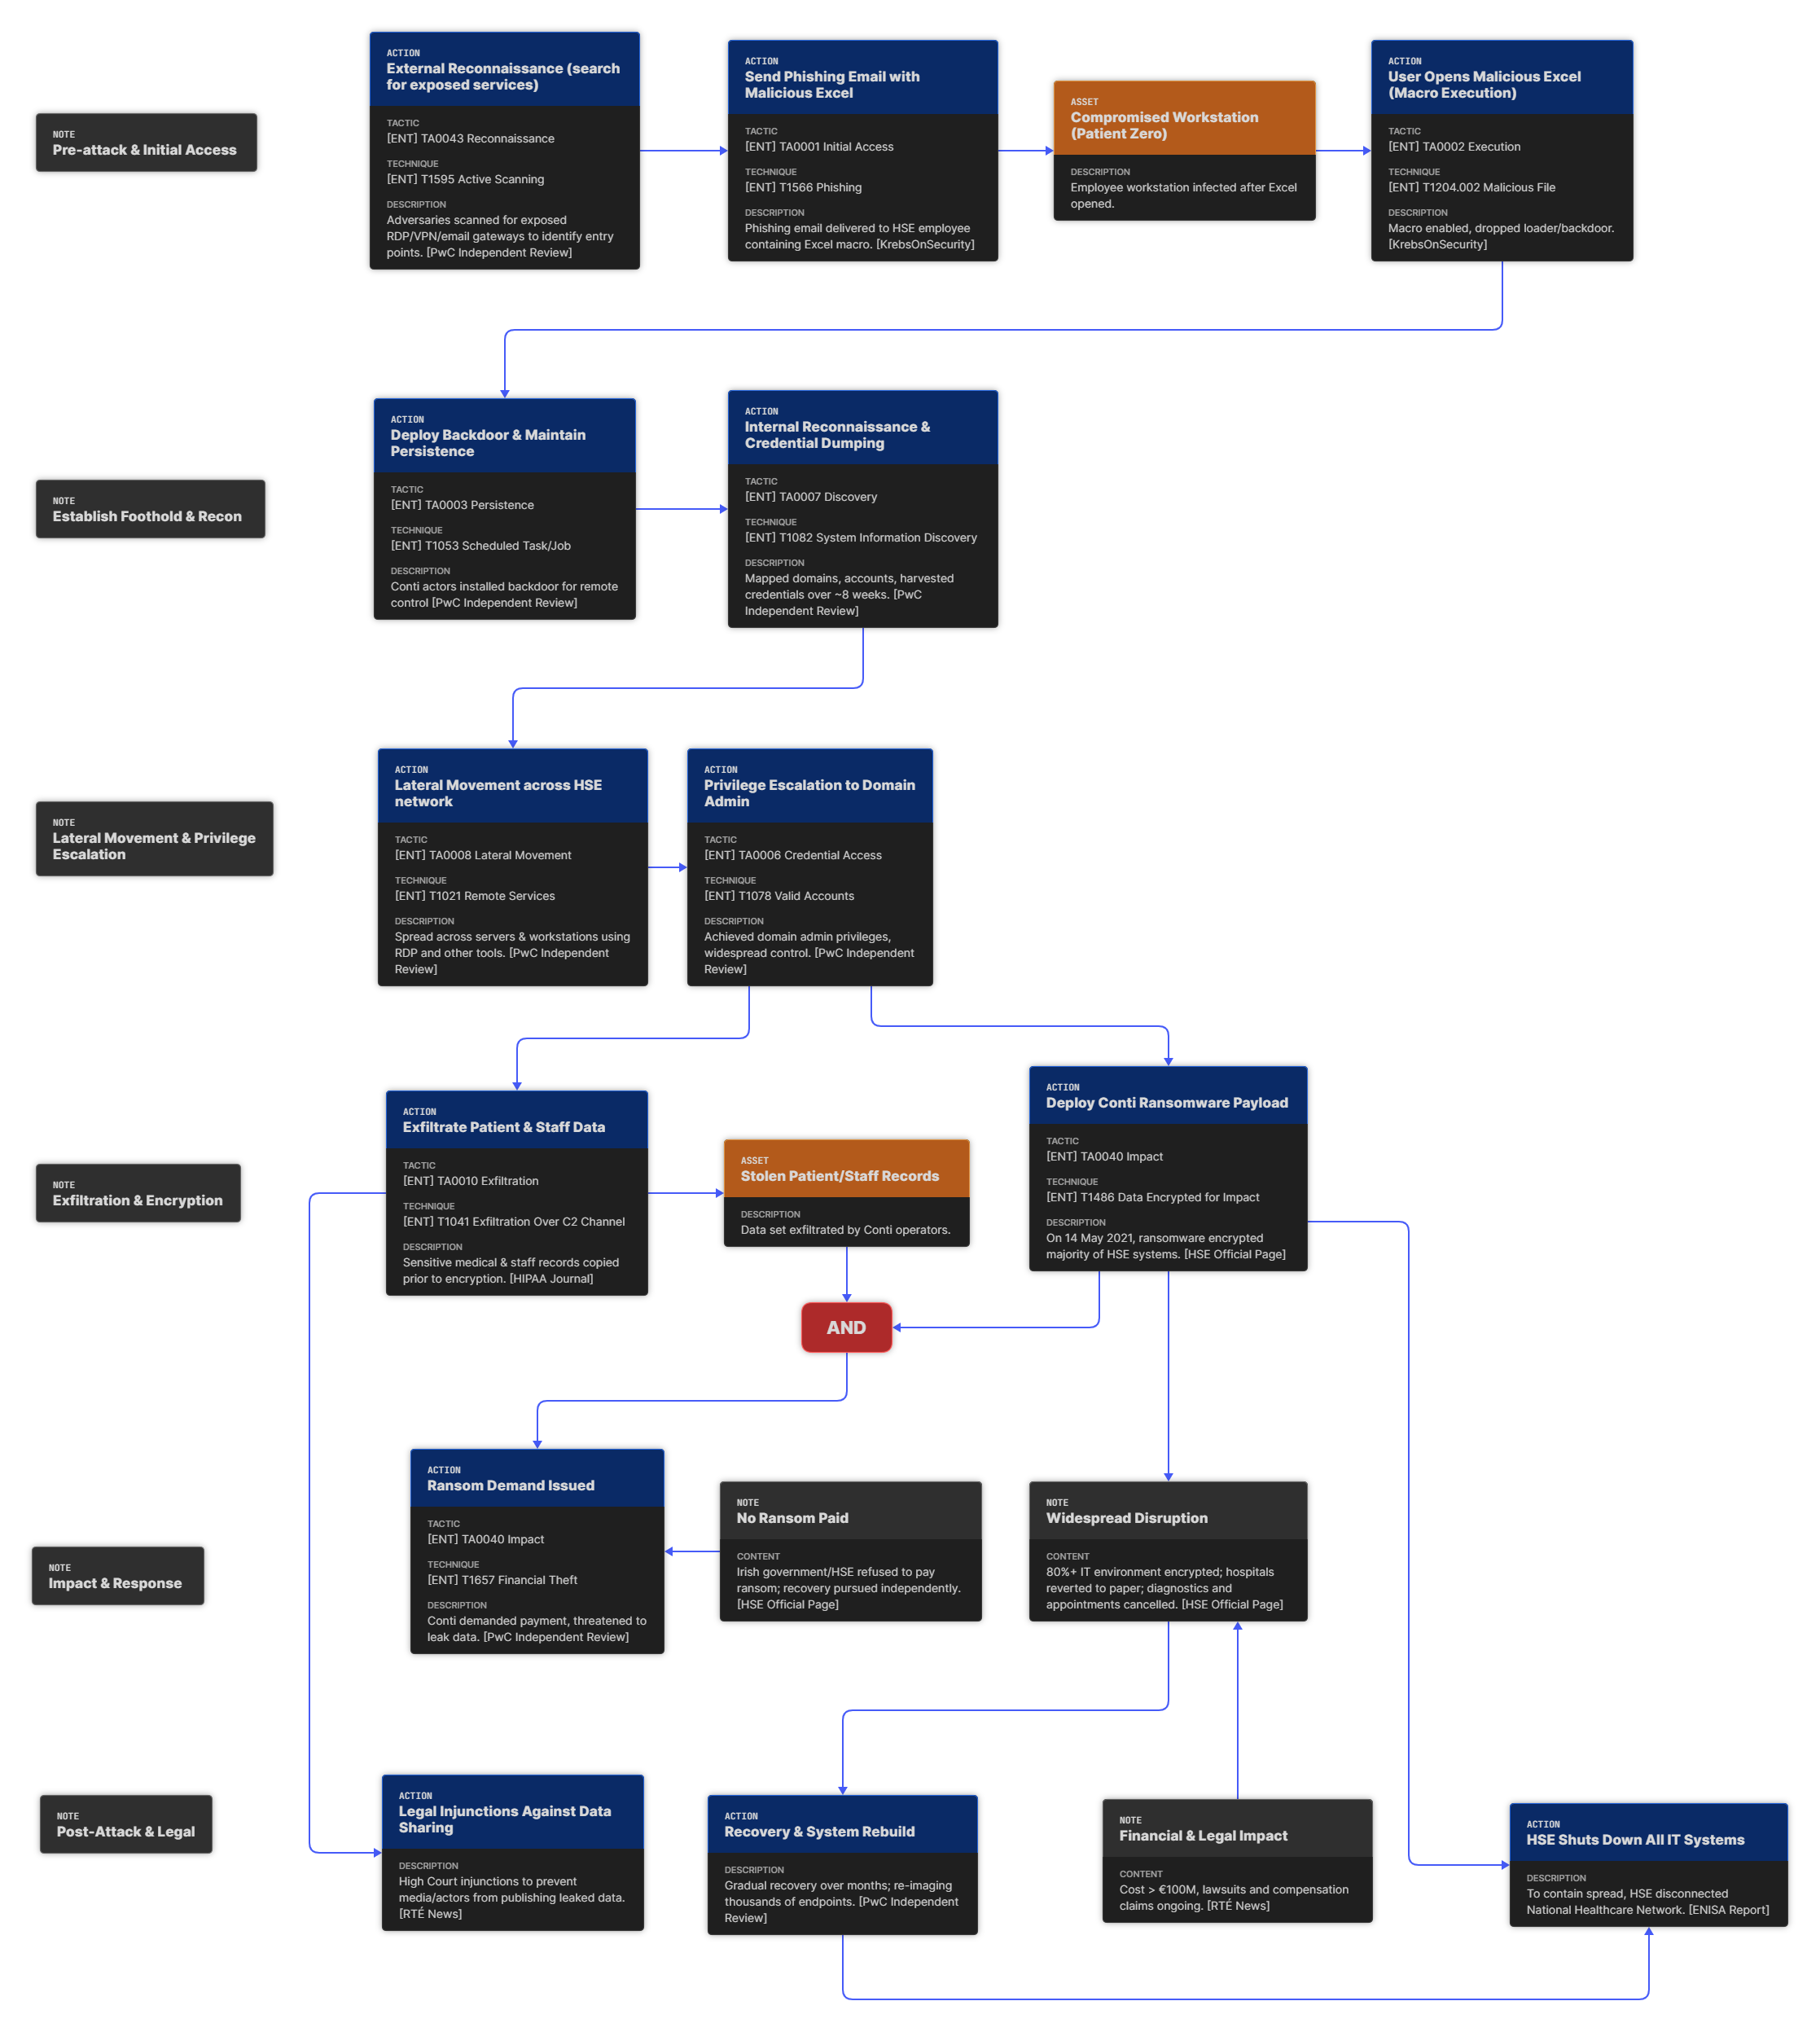 NOTE
Pre-attack & Initial Access
ACTION
External Reconnaissance (search
for exposed services)
TACTIC
[ENT] TA0043 Reconnaissance
TECHNIQUE
[ENT] T1595 Active Scanning
DESCRIPTION
Adversaries scanned for exposed
RDP/VPN/email gateways to identify entry
points. [PwC Independent Review]
ACTION
Send Phishing Email with
Malicious Excel
TACTIC
[ENT] TA0001 Initial Access
TECHNIQUE
[ENT] T1566 Phishing
DESCRIPTION
Phishing email delivered to HSE employee
containing Excel macro. [KrebsOnSecurity]
ASSET
Compromised Workstation
(Patient Zero)
DESCRIPTION
Employee workstation infected after Excel
opened.
ACTION
User Opens Malicious Excel
(Macro Execution)
TACTIC
[ENT] TA0002 Execution
TECHNIQUE
[ENT] T1204.002 Malicious File
DESCRIPTION
Macro enabled, dropped loader/backdoor.
[KrebsOnSecurity]
NOTE
Establish Foothold & Recon
ACTION
Deploy Backdoor & Maintain
Persistence
TACTIC
[ENT] TA0003 Persistence
TECHNIQUE
[ENT] T1053 Scheduled Task/Job
DESCRIPTION
Conti actors installed backdoor for remote
control [PwC Independent Review]
ACTION
Internal Reconnaissance &
Credential Dumping
TACTIC
[ENT] TA0007 Discovery
TECHNIQUE
[ENT] T1082 System Information Discovery
DESCRIPTION
Mapped domains, accounts, harvested
credentials over ~8 weeks. [PwC
Independent Review]
NOTE
Lateral Movement & Privilege
Escalation
ACTION
Lateral Movement across HSE
network
TACTIC
[ENT] TA0008 Lateral Movement
TECHNIQUE
[ENT] T1021 Remote Services
DESCRIPTION
Spread across servers & workstations using
RDP and other tools. [PwC Independent
Review]
ACTION
Privilege Escalation to Domain
Admin
TACTIC
[ENT] TA0006 Credential Access
TECHNIQUE
[ENT] T1078 Valid Accounts
DESCRIPTION
Achieved domain admin privileges,
widespread control. [PwC Independent
Review]
NOTE
Exfiltration & Encryption
ACTION
Exfiltrate Patient & Staff Data
TACTIC
[ENT] TA0010 Exfiltration
TECHNIQUE
[ENT] T1041 Exfiltration Over C2 Channel
DESCRIPTION
Sensitive medical & staff records copied
prior to encryption. [HIPAA Journal]
ASSET
Stolen Patient/Staff Records
DESCRIPTION
Data set exfiltrated by Conti operators.
ACTION
Deploy Conti Ransomware Payload
TACTIC
[ENT] TA0040 Impact
TECHNIQUE
[ENT] T1486 Data Encrypted for Impact
DESCRIPTION
On 14 May 2021, ransomware encrypted
majority of HSE systems. [HSE Official Page]
AND
NOTE
Impact & Response
ACTION
Ransom Demand Issued
TACTIC
[ENT] TA0040 Impact
TECHNIQUE
[ENT] T1657 Financial Theft
DESCRIPTION
Conti demanded payment, threatened to
leak data. [PwC Independent Review]
NOTE
No Ransom Paid
CONTENT
Irish government/HSE refused to pay
ransom; recovery pursued independently.
[HSE Official Page]
NOTE
Widespread Disruption
CONTENT
80%+ IT environment encrypted; hospitals
reverted to paper; diagnostics and
appointments cancelled. [HSE Official Page]
NOTE
Post-Attack & Legal
ACTION
Legal Injunctions Against Data
Sharing
DESCRIPTION
High Court injunctions to prevent
media/actors from publishing leaked data.
[RTÉ News]
ACTION
Recovery & System Rebuild
DESCRIPTION
Gradual recovery over months; re-imaging
thousands of endpoints. [PwC Independent
Review]
NOTE
Financial & Legal Impact
CONTENT
Cost > €100M, lawsuits and compensation
claims ongoing. [RTÉ News]
ACTION
HSE Shuts Down All IT Systems
DESCRIPTION
To contain spread, HSE disconnected
National Healthcare Network. [ENISA Report]